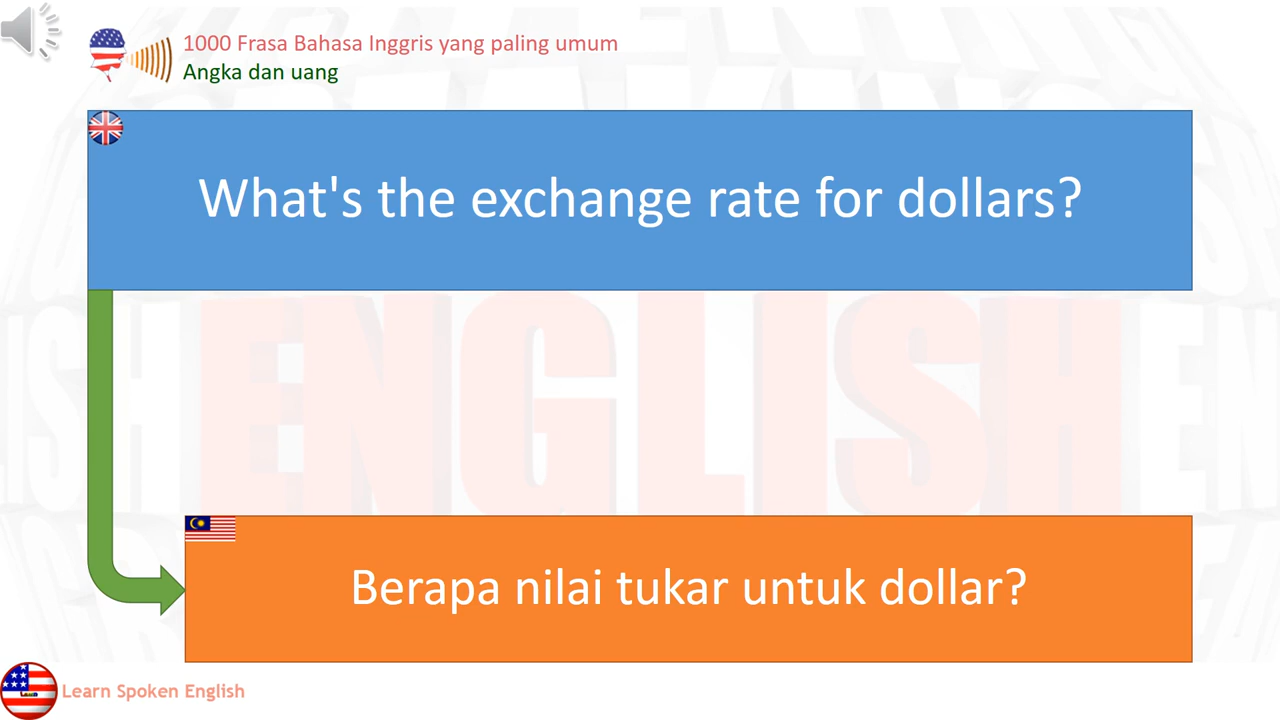 1000 Frasa Bahasa Inggris yang paling umum
Angka dan uang
What's the exchange rate for dollars?
ENGLISH
Berapa nilai tukar untuk dollar?
Learn Spoken English